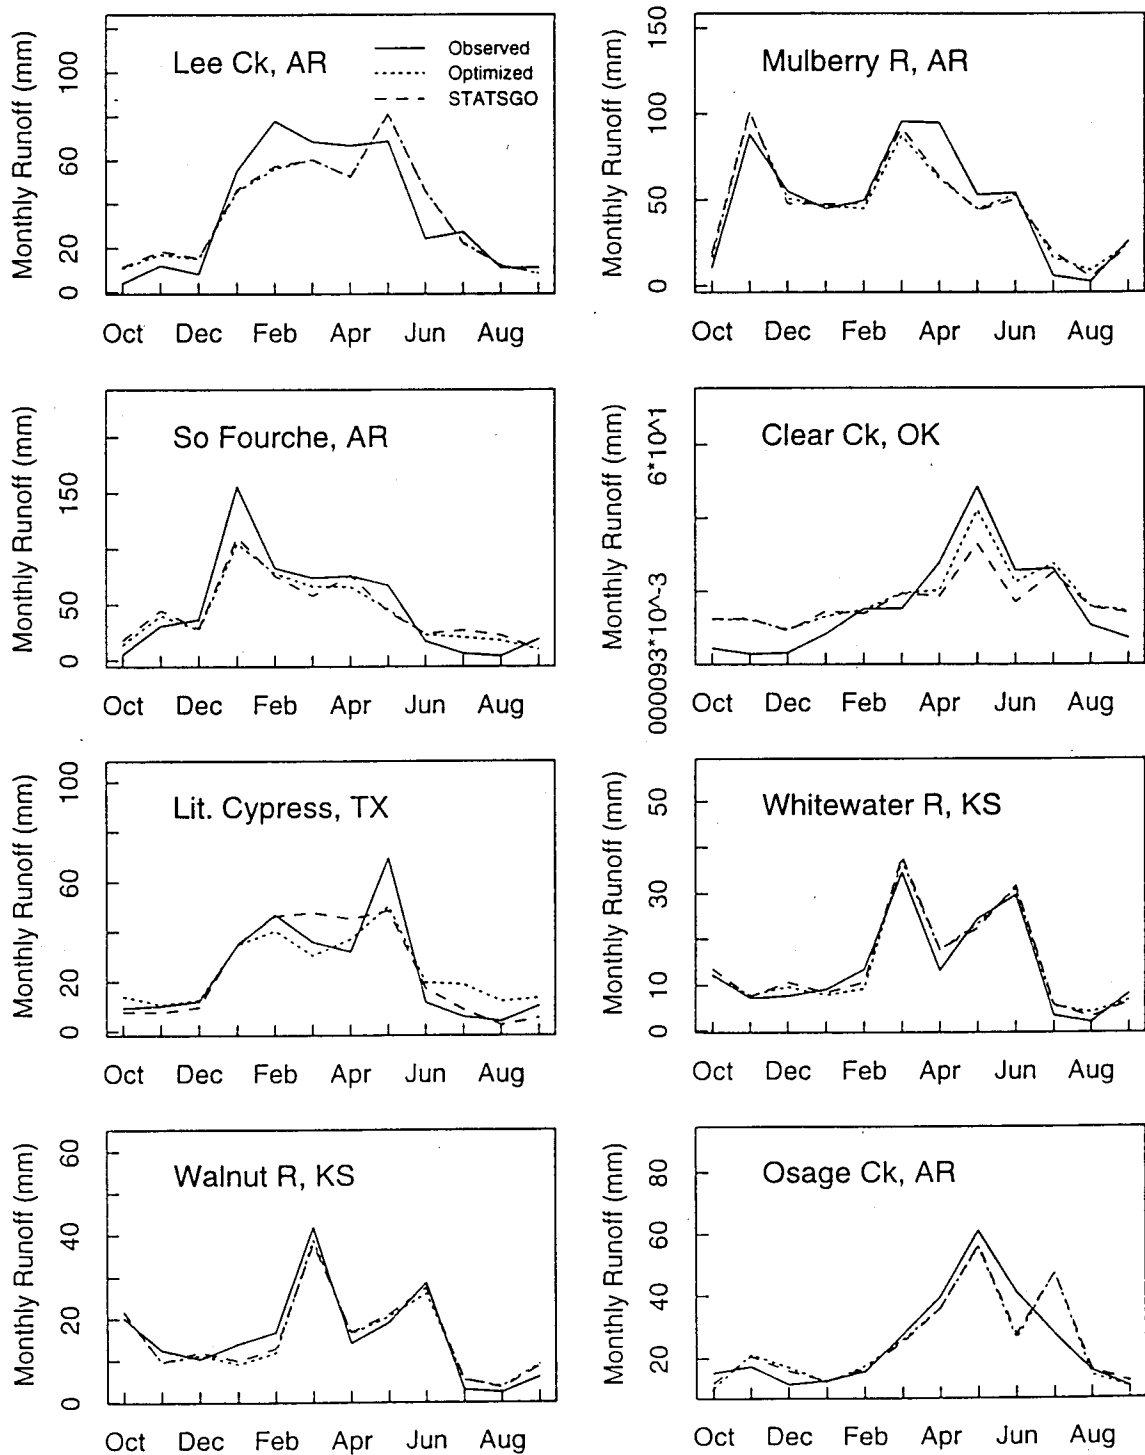 Monthly Runoff (mm)
0 20 60 100
Lee Ck, AR
Observed
Optimized
STATSGO
Oct Dec Feb Apr Jun Aug
Monthly Runoff (mm)
0 50 100 150
Mulberry R, AR
Oct Dec Feb Apr Jun Aug
Monthly Runoff (mm)
0 50 150
So Fourche, AR
Oct Dec Feb Apr Jun Aug
Monthly Runoff (mm)
000093*10^-3 6*10^1
Clear Ck, OK
Oct Dec Feb Apr Jun Aug
Monthly Runoff (mm)
0 20 60 100
Lit. Cypress, TX
Oct Dec Feb Apr Jun Aug
Monthly Runoff (mm)
0 10 30 50
Whitewater R, KS
Oct Dec Feb Apr Jun Aug
Monthly Runoff (mm)
0 20 40 60
Walnut R, KS
Oct Dec Feb Apr Jun Aug
Monthly Runoff (mm)
20 40 60 80
Osage Ck, AR
Oct Dec Feb Apr Jun Aug